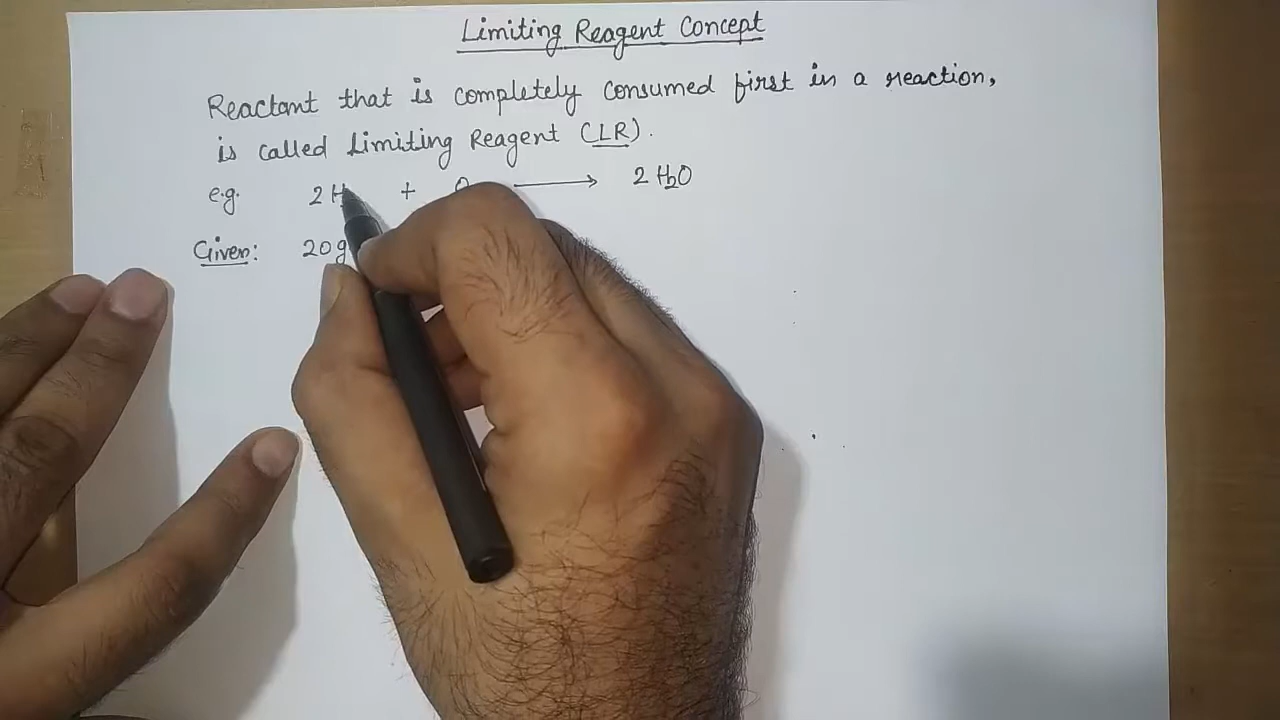 Limiting Reagent Concept
Reactant that is completely consumed first in a reaction,
is called Limiting Reagent (LR).
e.g. 2 H + → 2 H₂O
Given: 20g